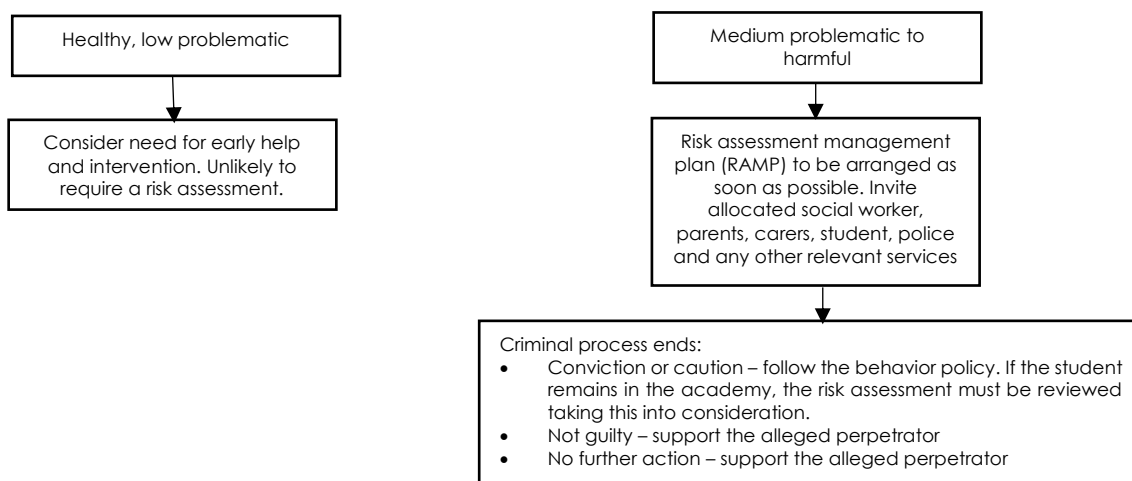 Healthy, low problematic
Consider need for early help
and intervention. Unlikely to
require a risk assessment.
Medium problematic to
harmful
Risk assessment management
plan (RAMP) to be arranged as
soon as possible. Invite
allocated social worker,
parents, carers, student, police
and any other relevant services
Criminal process ends:
• Conviction or caution – follow the behavior policy. If the student
remains in the academy, the risk assessment must be reviewed
taking this into consideration.
• Not guilty – support the alleged perpetrator
• No further action – support the alleged perpetrator